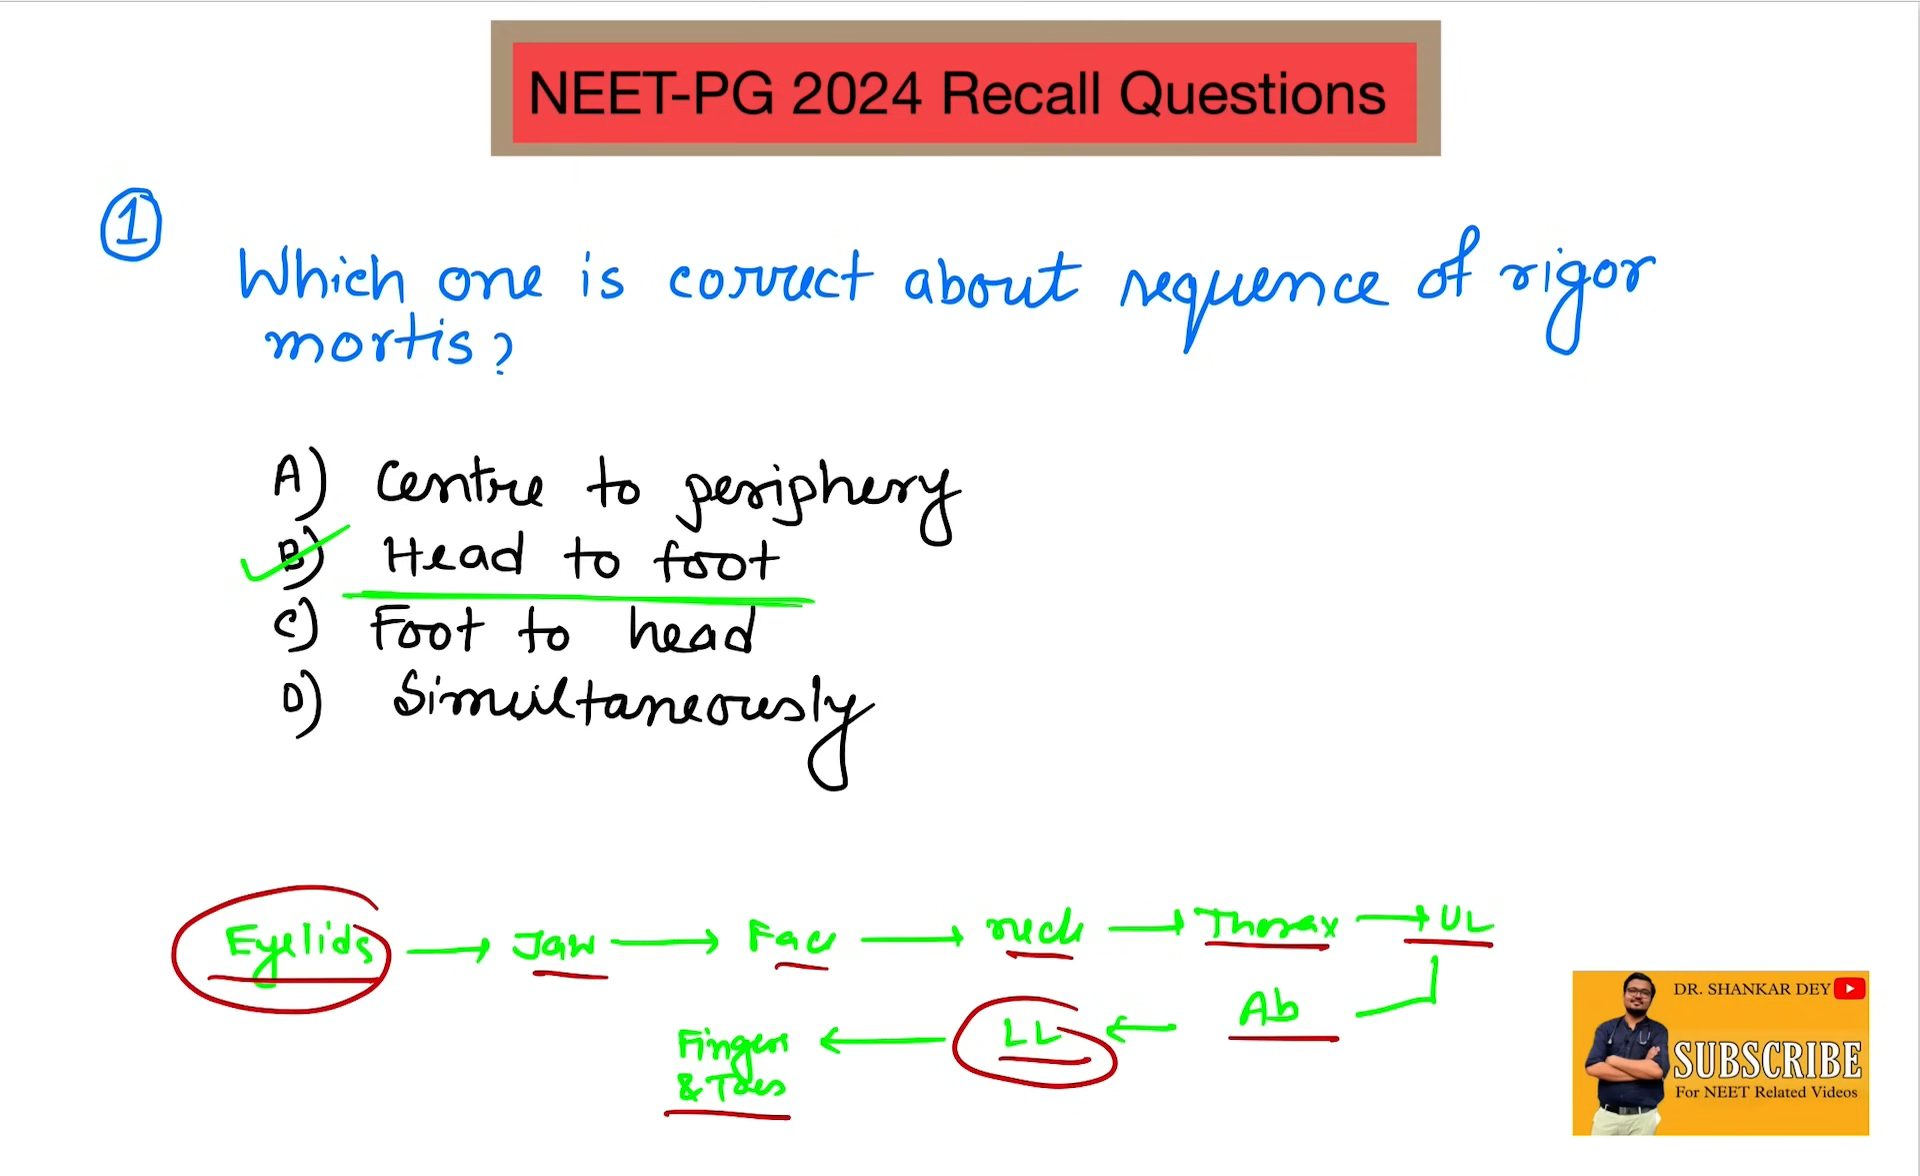 NEET-PG 2024 Recall Questions
1
Which one is correct about sequence of rigor
mortis?
A) Centre to periphery
B) Head to foot
C) Foot to head
D) Simultaneously
Eyelids → Jaw → Face → neck → Thorax → UL
Fingers ← LL ← Ab
& Toes
DR. SHANKAR DEY
SUBSCRIBE
For NEET Related Videos